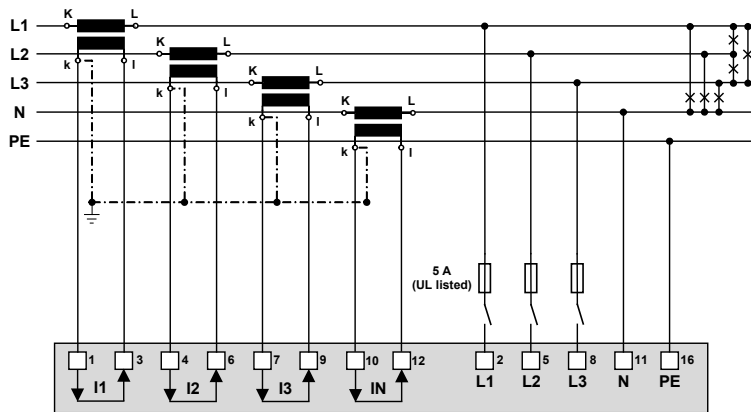 L1 K L
L2 k K L l
L3 k K L l
N k K L l
PE k l
5 A
(UL listed)
1 3 4 6 7 9 10 12 2 5 8 11 16
I1 I2 I3 IN L1 L2 L3 N PE